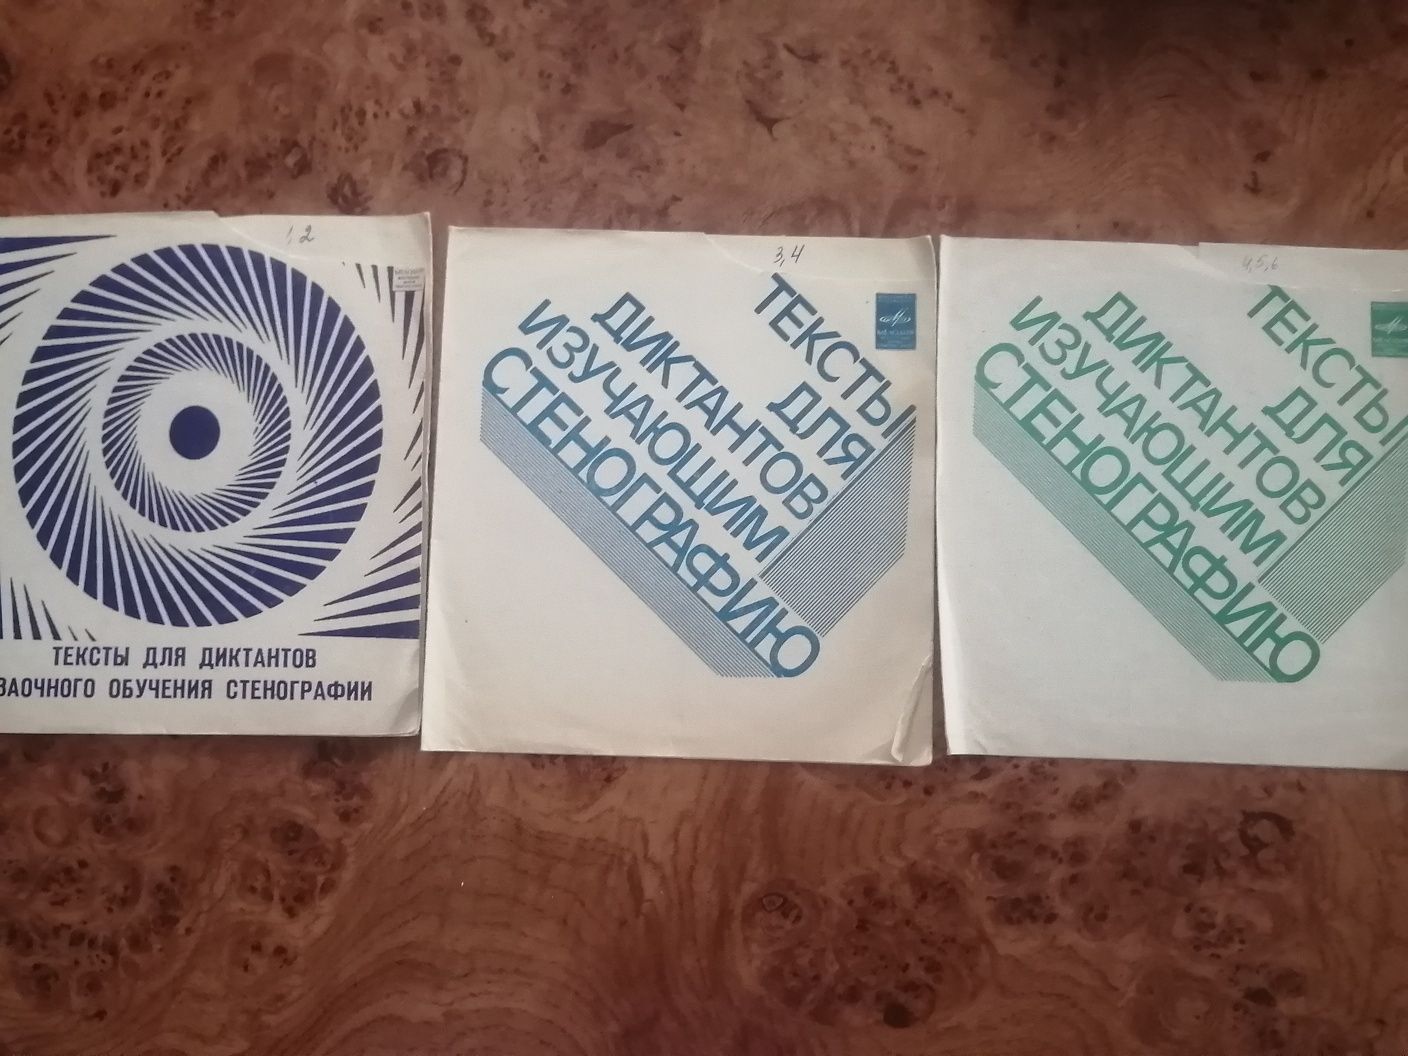 1,2
ТЕКСТЫ ДЛЯ ДИКТАНТОВ
ЗАОЧНОГО ОБУЧЕНИЯ СТЕНОГРАФИИ
3,4
ТЕКСТЫ
ДЛЯ
ДИКТАНТОВ
ИЗУЧАЮЩИМ
СТЕНОГРАФИЮ
4,5,6
ТЕКСТЫ
ДЛЯ
ДИКТАНТОВ
ИЗУЧАЮЩИМ
СТЕНОГРАФИЮ